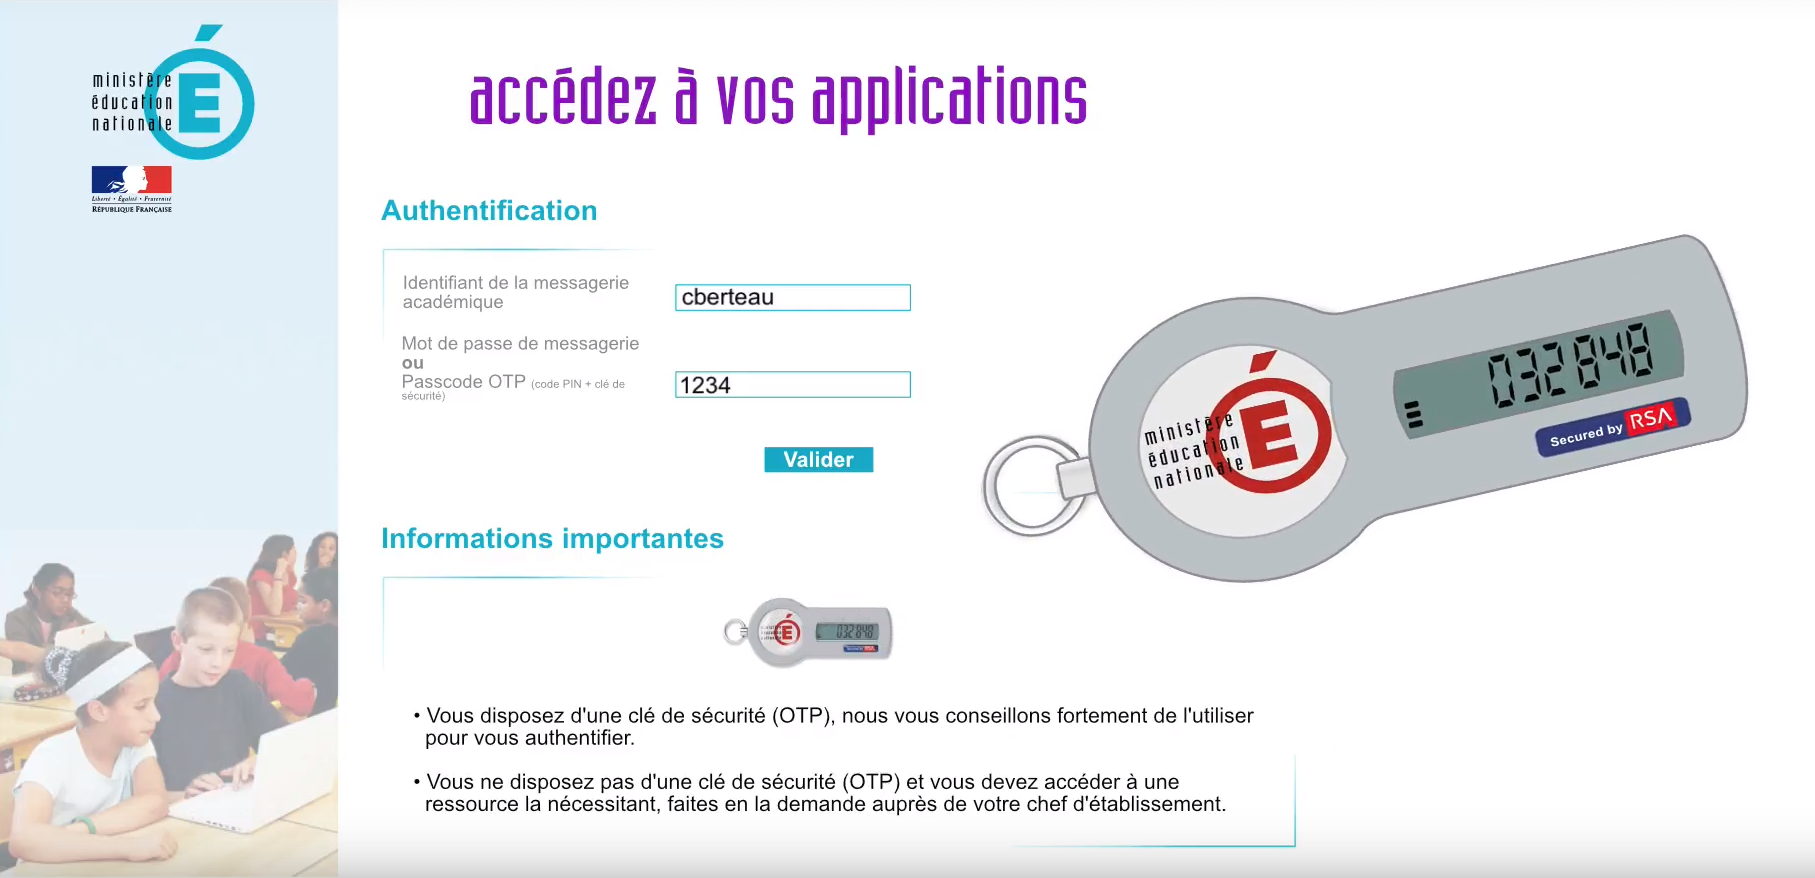 ministère
éducation
nationale
É
Liberté • Égalité • Fraternité
RÉPUBLIQUE FRANÇAISE
accédez à vos applications
Authentification
Identifiant de la messagerie
académique
cberteau
Mot de passe de messagerie
ou
Passcode OTP (code PIN + clé de
sécurité)
1234
Valider
032848
Secured by RSA
ministère
éducation
nationale
É
Informations importantes
É
032848
• Vous disposez d'une clé de sécurité (OTP), nous vous conseillons fortement de l'utiliser
pour vous authentifier.
• Vous ne disposez pas d'une clé de sécurité (OTP) et vous devez accéder à une
ressource la nécessitant, faites en la demande auprès de votre chef d'établissement.